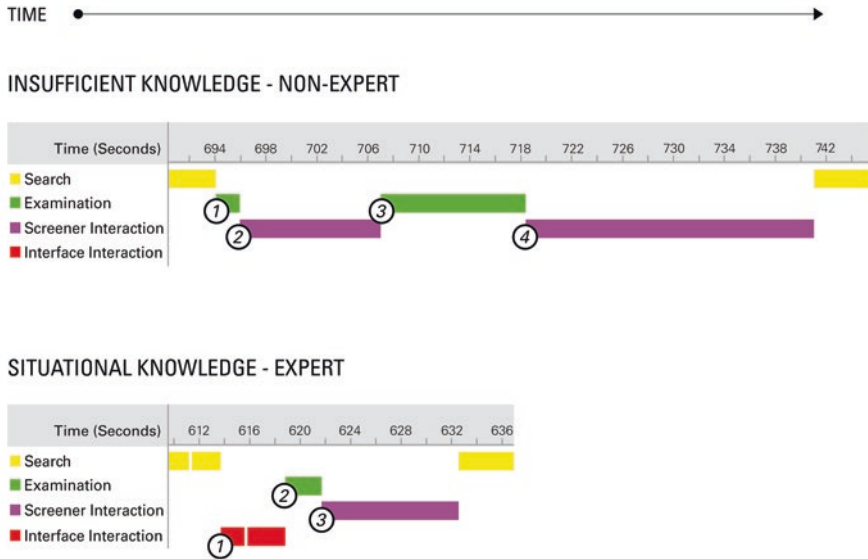 TIME
INSUFFICIENT KNOWLEDGE - NON-EXPERT
Time (Seconds) 694 698 702 706 710 714 718 722 726 730 734 738 742
Search
Examination 1 3
Screener Interaction 2 4
Interface Interaction
SITUATIONAL KNOWLEDGE - EXPERT
Time (Seconds) 612 616 620 624 628 632 636
Search
Examination 2
Screener Interaction 3
Interface Interaction 1